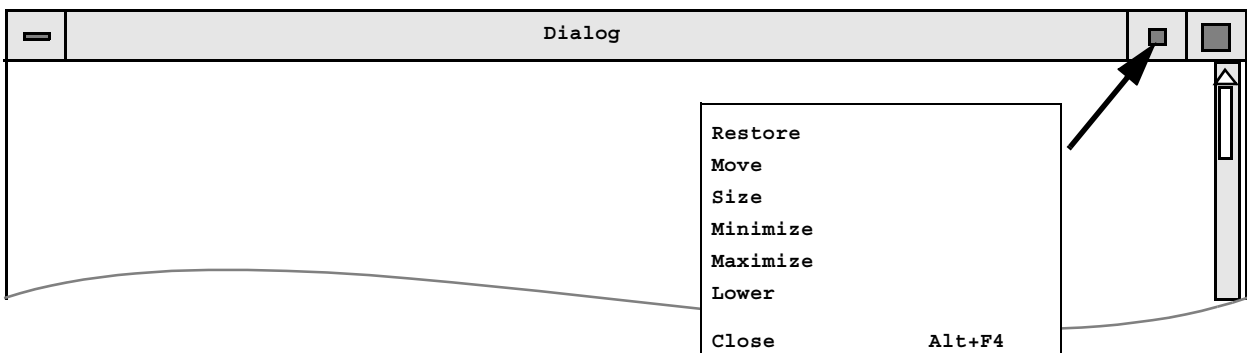 Dialog
Restore
Move
Size
Minimize
Maximize
Lower
Close Alt+F4